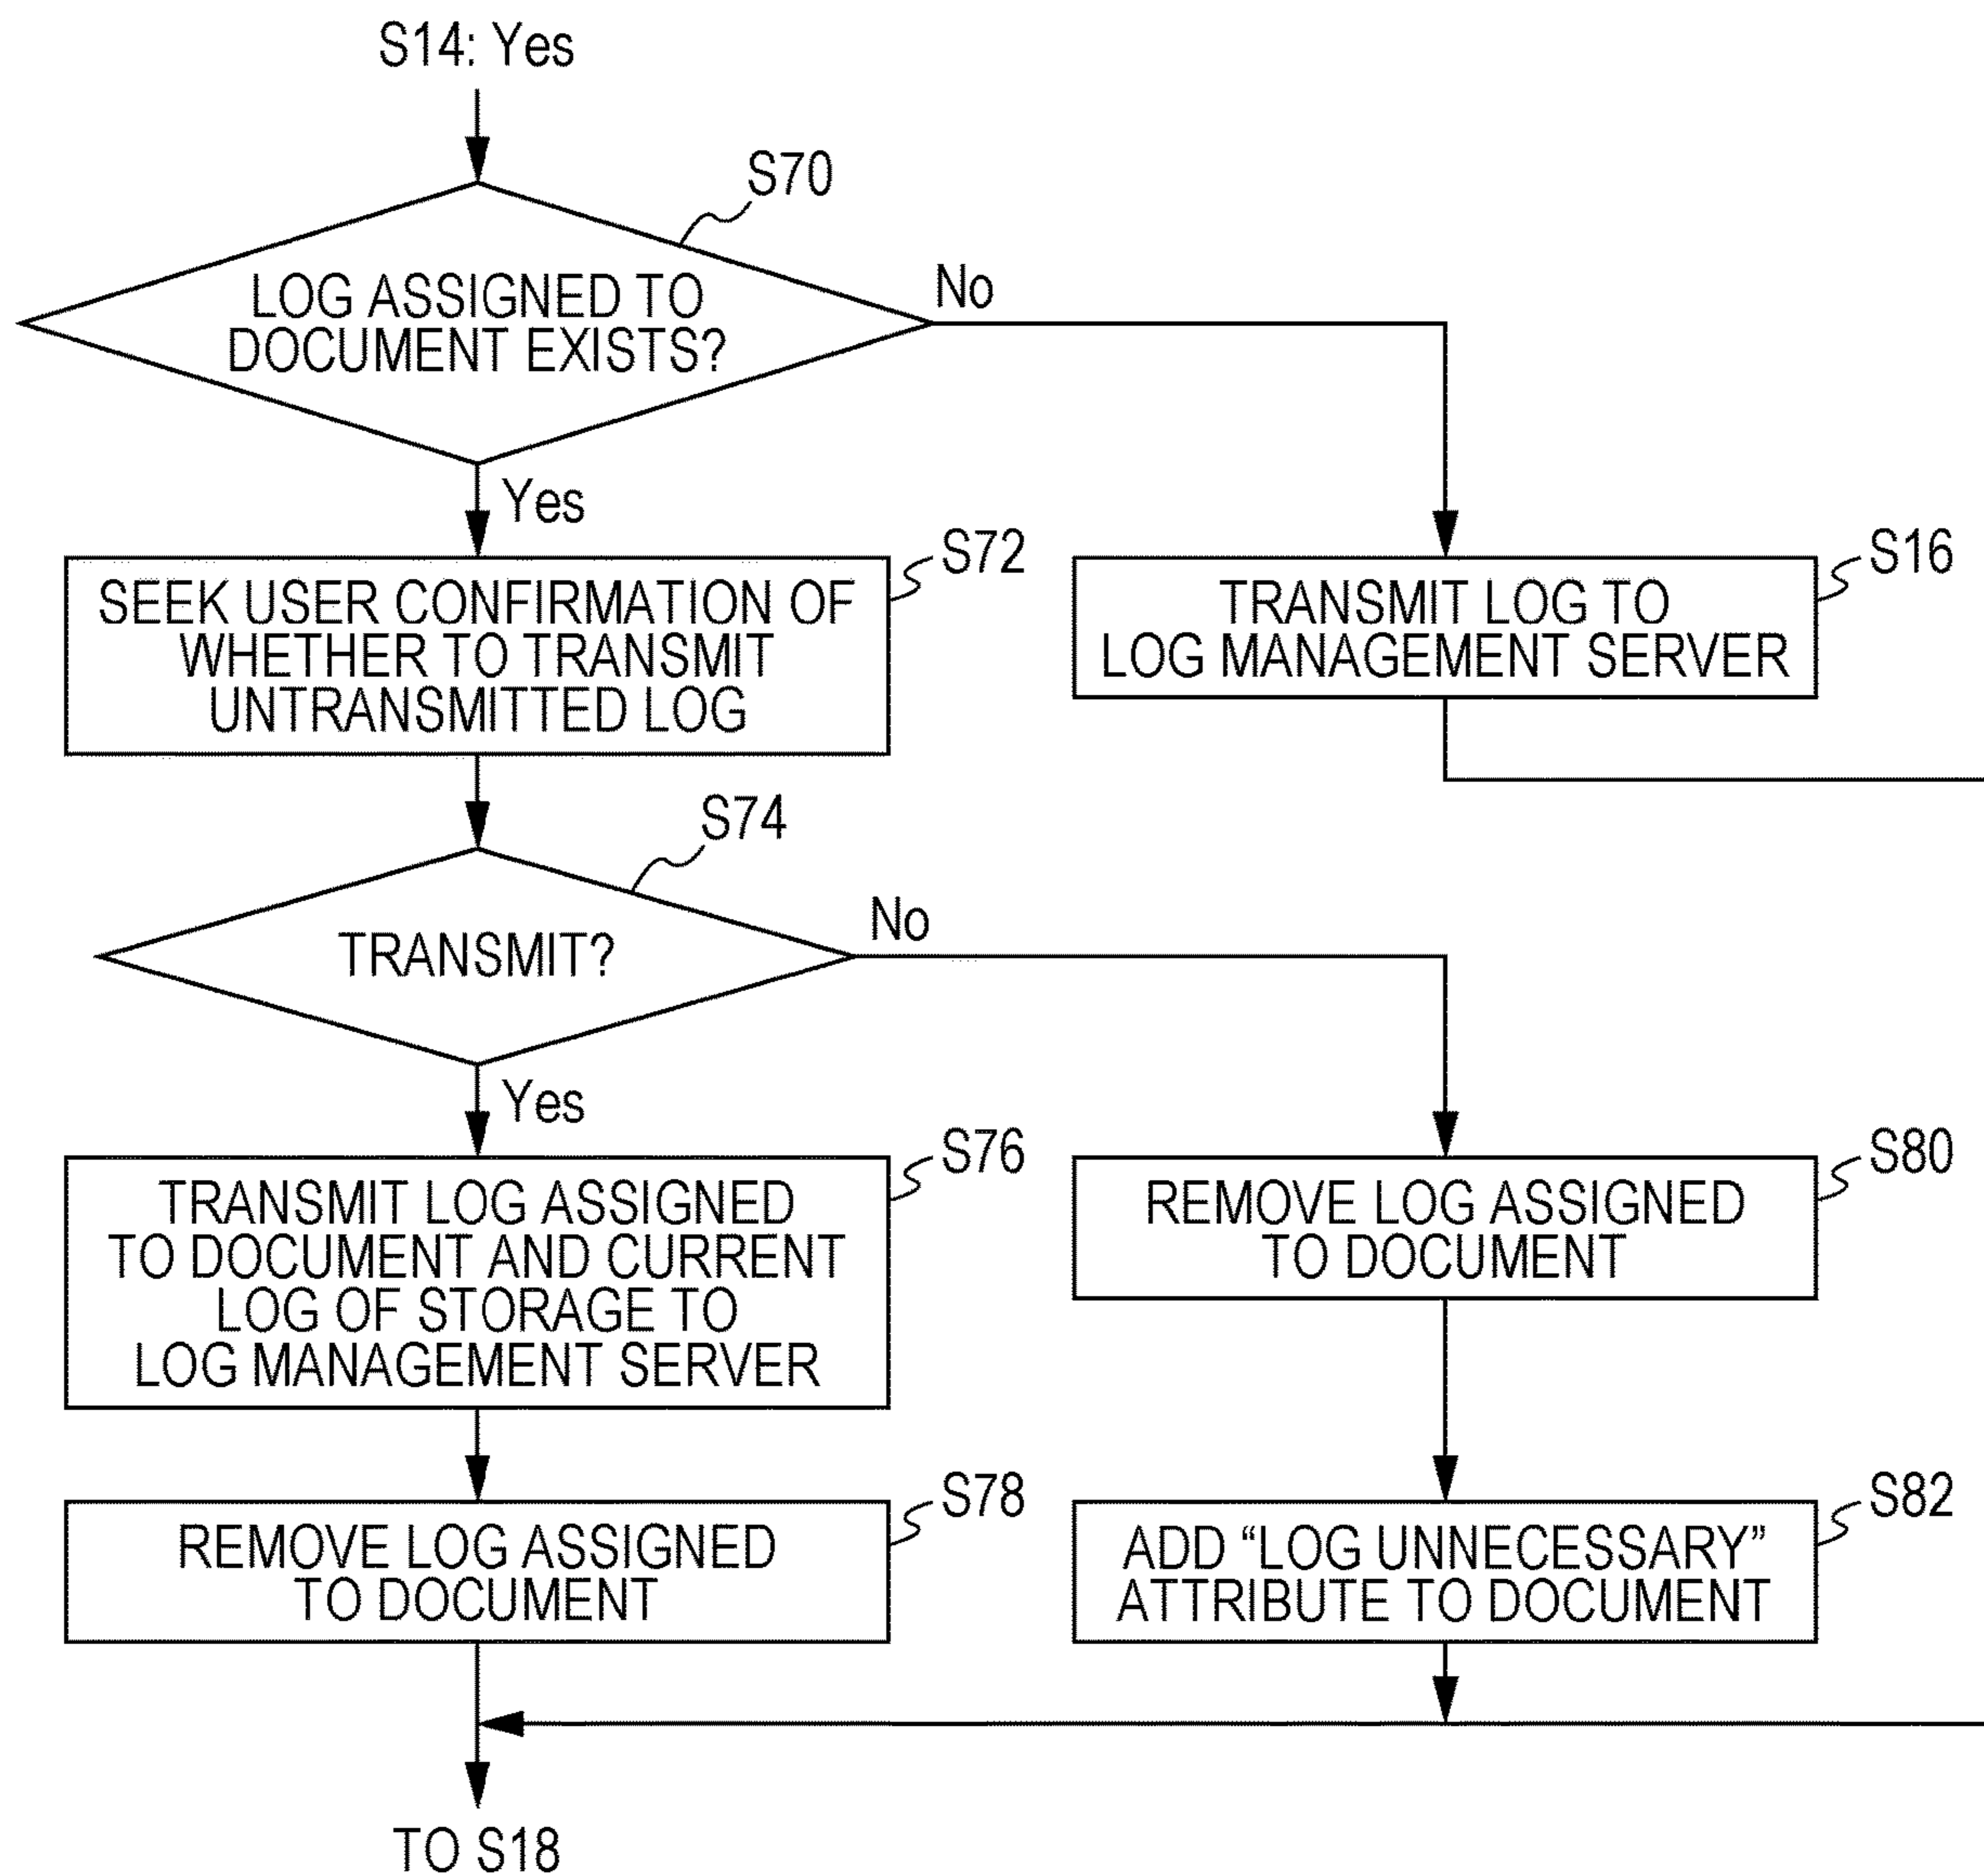 S14: Yes
S70
LOG ASSIGNED TO
DOCUMENT EXISTS?
No
Yes
S72
SEEK USER CONFIRMATION OF
WHETHER TO TRANSMIT
UNTRANSMITTED LOG
S16
TRANSMIT LOG TO
LOG MANAGEMENT SERVER
S74
TRANSMIT?
No
Yes
S76
TRANSMIT LOG ASSIGNED
TO DOCUMENT AND CURRENT
LOG OF STORAGE TO
LOG MANAGEMENT SERVER
S80
REMOVE LOG ASSIGNED
TO DOCUMENT
S78
REMOVE LOG ASSIGNED
TO DOCUMENT
S82
ADD “LOG UNNECESSARY”
ATTRIBUTE TO DOCUMENT
TO S18